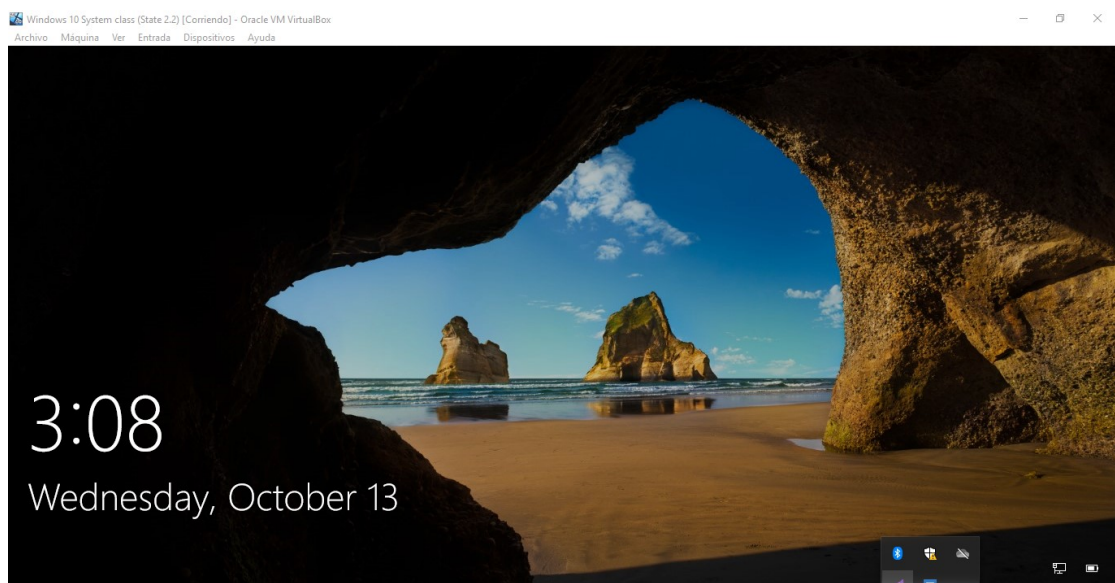 Windows 10 System class (State 2.2) [Corriendo] - Oracle VM VirtualBox
Archivo Máquina Ver Entrada Dispositivos Ayuda
3:08
Wednesday, October 13